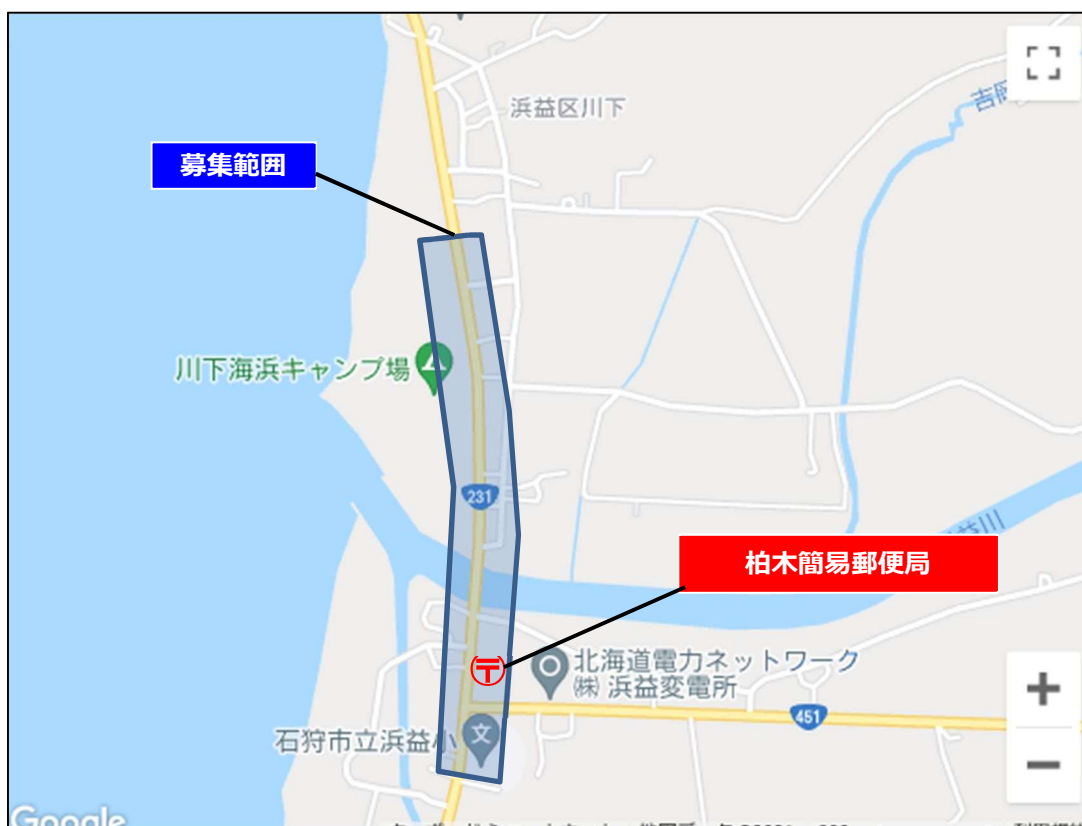 浜益区川下
募集範囲
川下海浜キャンプ場
231
柏木簡易郵便局
北海道電力ネットワーク
㈱ 浜益変電所
451
石狩市立浜益小
文
Google